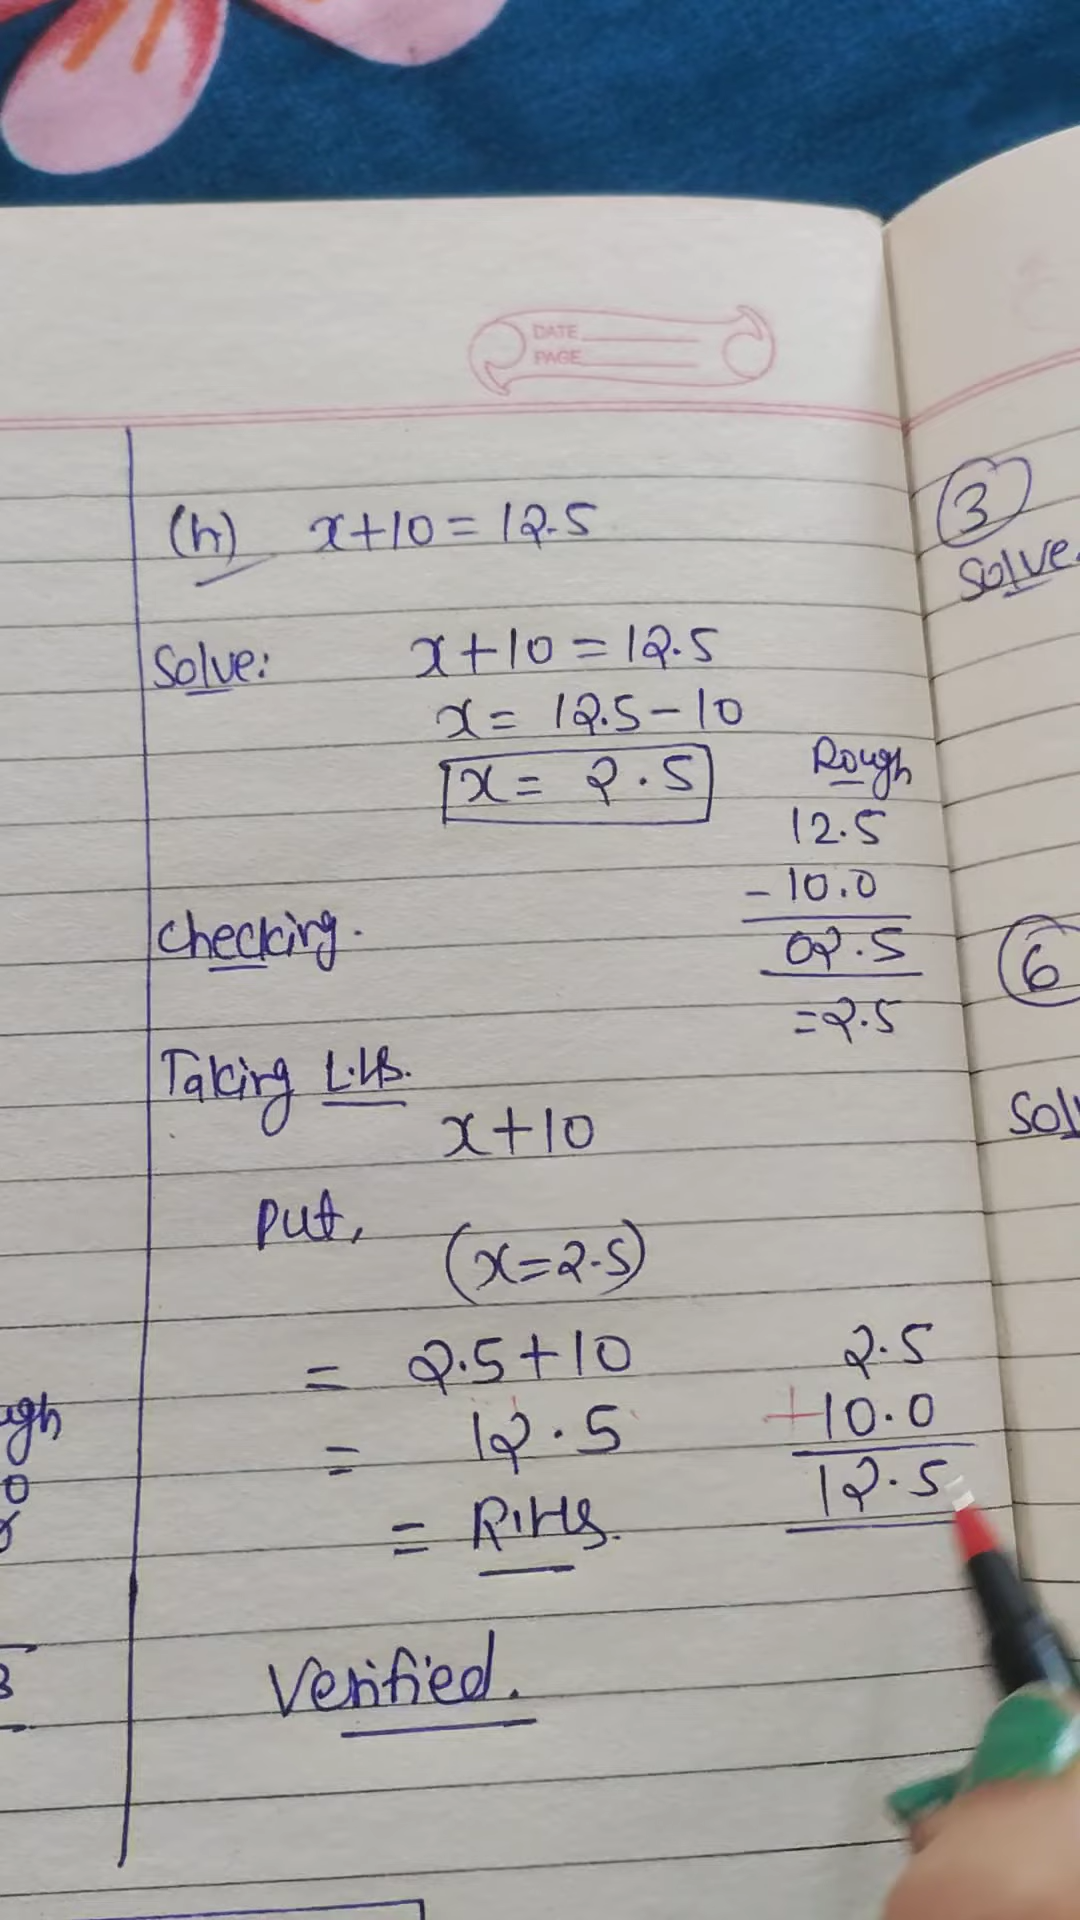 DATE
PAGE
(h) x+10=12.5
Solve: x+10=12.5
x= 12.5-10
x= 2.5
Rough
12.5
- 10.0
02.5
=2.5
Checking.
Taking L.H.S.
x+10
Put,
(x=2.5)
= 2.5+10
= 12.5
= R.H.S.
2.5
+10.0
12.5
Verified.
3
Solve.
6